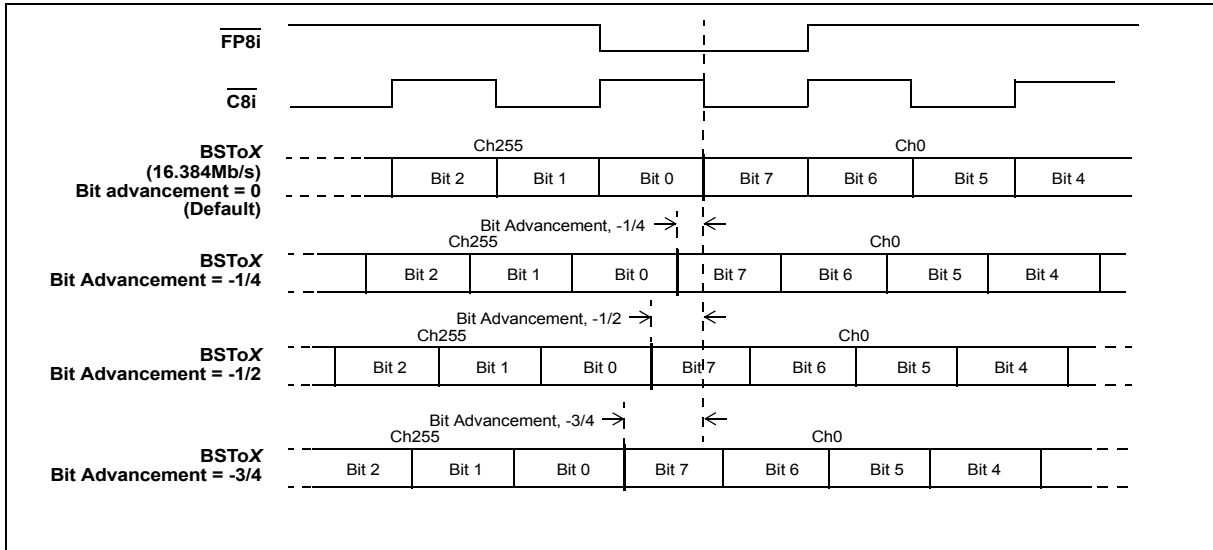 FP8i
C8i
BSToX
(16.384Mb/s)
Bit advancement = 0
(Default)
Ch255 Ch0
Bit 2 Bit 1 Bit 0 Bit 7 Bit 6 Bit 5 Bit 4
Bit Advancement, -1/4
BSToX
Bit Advancement = -1/4
Ch255 Ch0
Bit 2 Bit 1 Bit 0 Bit 7 Bit 6 Bit 5 Bit 4
Bit Advancement, -1/2
BSToX
Bit Advancement = -1/2
Ch255 Ch0
Bit 2 Bit 1 Bit 0 Bit 7 Bit 6 Bit 5 Bit 4
Bit Advancement, -3/4
BSToX
Bit Advancement = -3/4
Ch255 Ch0
Bit 2 Bit 1 Bit 0 Bit 7 Bit 6 Bit 5 Bit 4